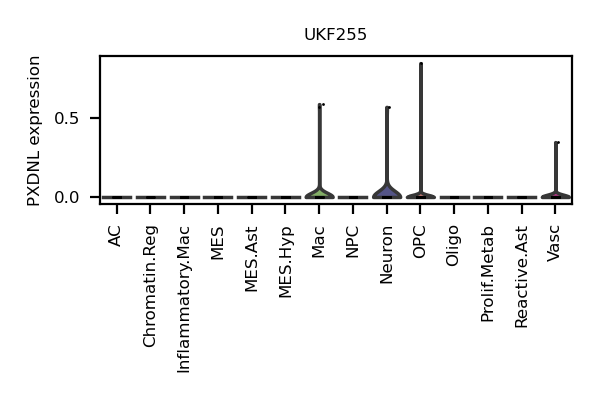 UKF255
PXDNL expression
0.5
0.0
AC
Chromatin.Reg
Inflammatory.Mac
MES
MES.Ast
MES.Hyp
Mac
NPC
Neuron
OPC
Oligo
Prolif.Metab
Reactive.Ast
Vasc